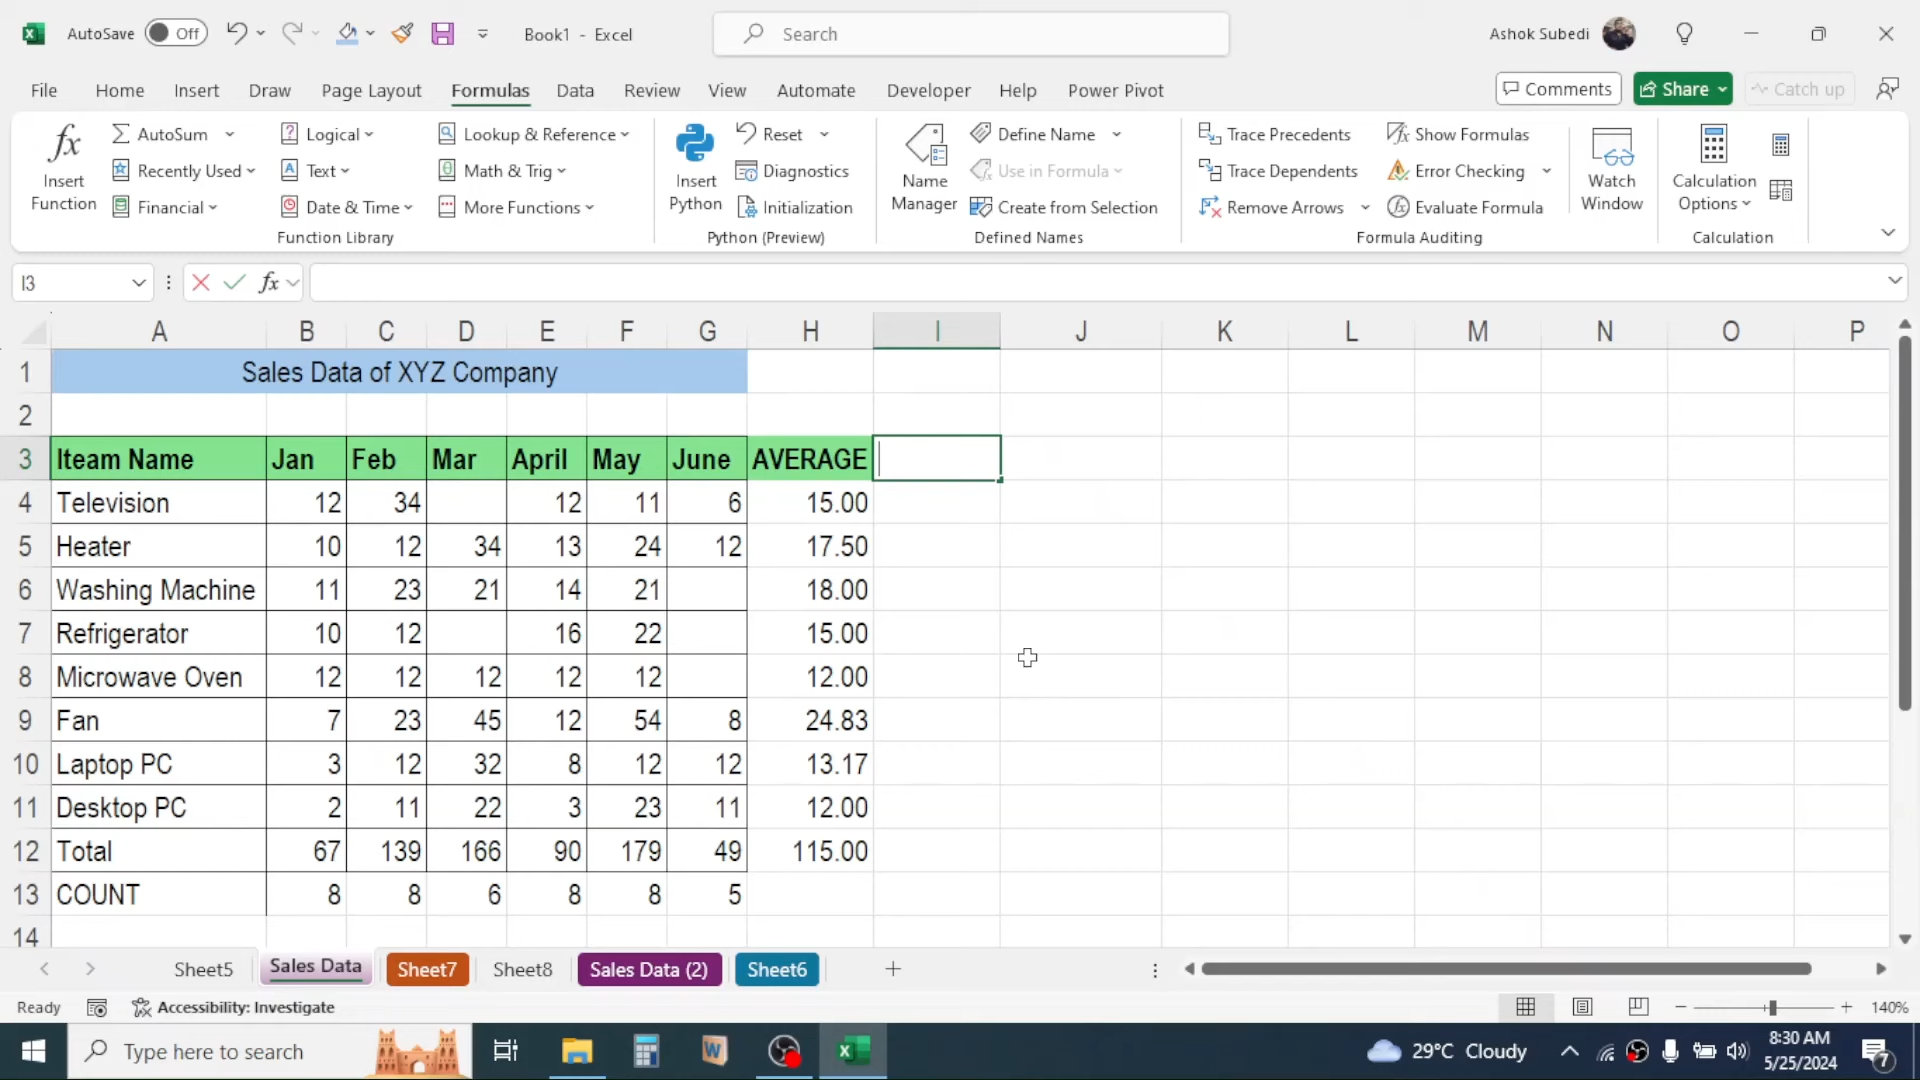 AutoSave Off Book1 - Excel Search Ashok Subedi
File Home Insert Draw Page Layout Formulas Data Review View Automate Developer Help Power Pivot Comments Share Catch up
AutoSum Logical Lookup & Reference Reset Define Name Trace Precedents Show Formulas
Insert Function Recently Used Text Math & Trig Insert Python Diagnostics Name Manager Use in Formula Trace Dependents Error Checking Watch Window Calculation Options
Financial Date & Time More Functions Initialization Create from Selection Remove Arrows Evaluate Formula
Function Library Python (Preview) Defined Names Formula Auditing Calculation
I3 fx
A B C D E F G H I J K L M N O P
1 Sales Data of XYZ Company
2
3 Iteam Name Jan Feb Mar April May June AVERAGE
4 Television 12 34 12 11 6 15.00
5 Heater 10 12 34 13 24 12 17.50
6 Washing Machine 11 23 21 14 21 18.00
7 Refrigerator 10 12 16 22 15.00
8 Microwave Oven 12 12 12 12 12 12.00
9 Fan 7 23 45 12 54 8 24.83
10 Laptop PC 3 12 32 8 12 12 13.17
11 Desktop PC 2 11 22 3 23 11 12.00
12 Total 67 139 166 90 179 49 115.00
13 COUNT 8 8 6 8 8 5
14
Sheet5 Sales Data Sheet7 Sheet8 Sales Data (2) Sheet6
Ready Accessibility: Investigate 140%
Type here to search 29°C Cloudy 8:30 AM
5/25/2024 7